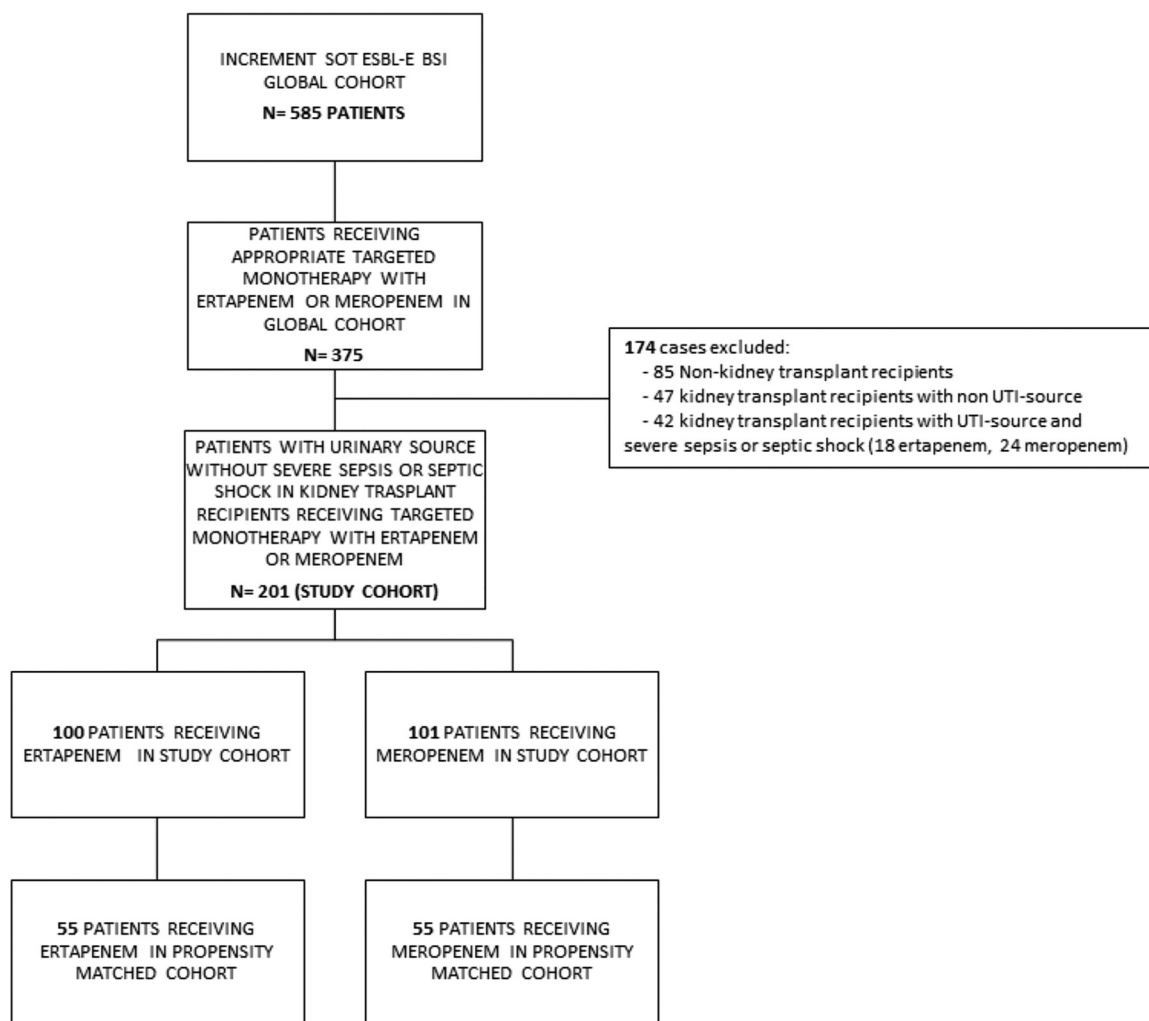 INCREMENT SOT ESBL-E BSI
GLOBAL COHORT
N= 585 PATIENTS
PATIENTS RECEIVING
APPROPRIATE TARGETED
MONOTHERAPY WITH
ERTAPENEM OR MEROPENEM IN
GLOBAL COHORT
N= 375
174 cases excluded:
- 85 Non-kidney transplant recipients
- 47 kidney transplant recipients with non UTI-source
- 42 kidney transplant recipients with UTI-source and
severe sepsis or septic shock (18 ertapenem, 24 meropenem)
PATIENTS WITH URINARY SOURCE
WITHOUT SEVERE SEPSIS OR SEPTIC
SHOCK IN KIDNEY TRASPLANT
RECIPIENTS RECEIVING TARGETED
MONOTHERAPY WITH ERTAPENEM
OR MEROPENEM
N= 201 (STUDY COHORT)
100 PATIENTS RECEIVING
ERTAPENEM IN STUDY COHORT
101 PATIENTS RECEIVING
MEROPENEM IN STUDY COHORT
55 PATIENTS RECEIVING
ERTAPENEM IN PROPENSITY
MATCHED COHORT
55 PATIENTS RECEIVING
MEROPENEM IN PROPENSITY
MATCHED COHORT